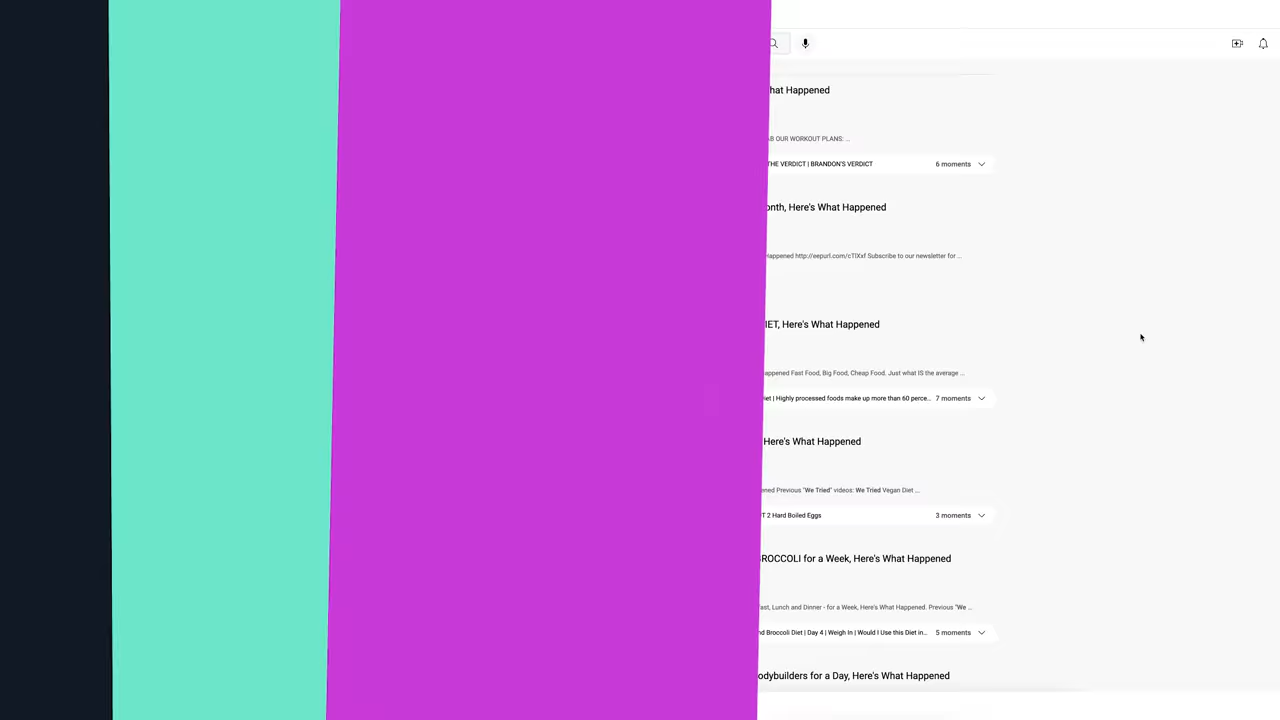 hat Happened
B OUR WORKOUT PLANS: ...
THE VERDICT | BRANDON'S VERDICT
6 moments
onth, Here's What Happened
Happened http://eepurl.com/cTlXxf Subscribe to our newsletter for ...
IET, Here's What Happened
appened Fast Food, Big Food, Cheap Food. Just what IS the average ...
iet | Highly processed foods make up more than 60 perce...
7 moments
Here's What Happened
ened Previous "We Tried" videos: We Tried Vegan Diet ...
T 2 Hard Boiled Eggs
3 moments
BROCCOLI for a Week, Here's What Happened
ast, Lunch and Dinner - for a Week, Here's What Happened. Previous "We ...
nd Broccoli Diet | Day 4 | Weigh In | Would I Use this Diet in...
5 moments
odybuilders for a Day, Here's What Happened